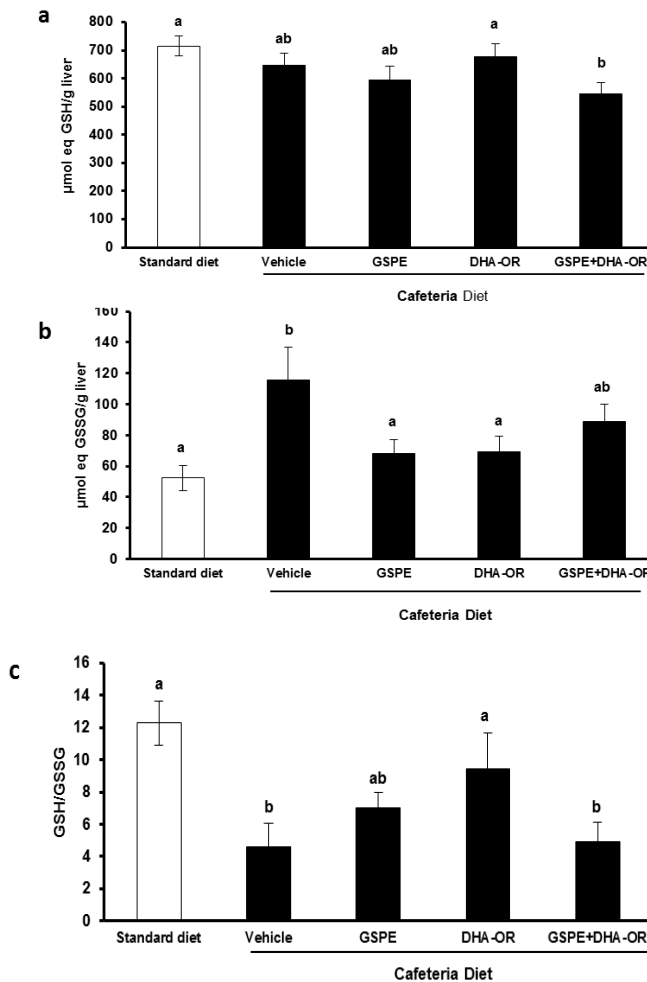 a
800
700
600
500
400
300
200
100
0
µmol eq GSH/g liver
a
ab
ab
a
b
Standard diet
Vehicle
GSPE
DHA-OR
GSPE+DHA-OR
Cafeteria Diet
b
160
140
120
100
80
60
40
20
0
µmol eq GSSG/g liver
a
b
a
a
ab
Standard diet
Vehicle
GSPE
DHA-OR
GSPE+DHA-OR
Cafeteria Diet
c
16
14
12
10
8
6
4
2
0
GSH/GSSG
a
b
ab
a
b
Standard diet
Vehicle
GSPE
DHA-OR
GSPE+DHA-OR
Cafeteria Diet